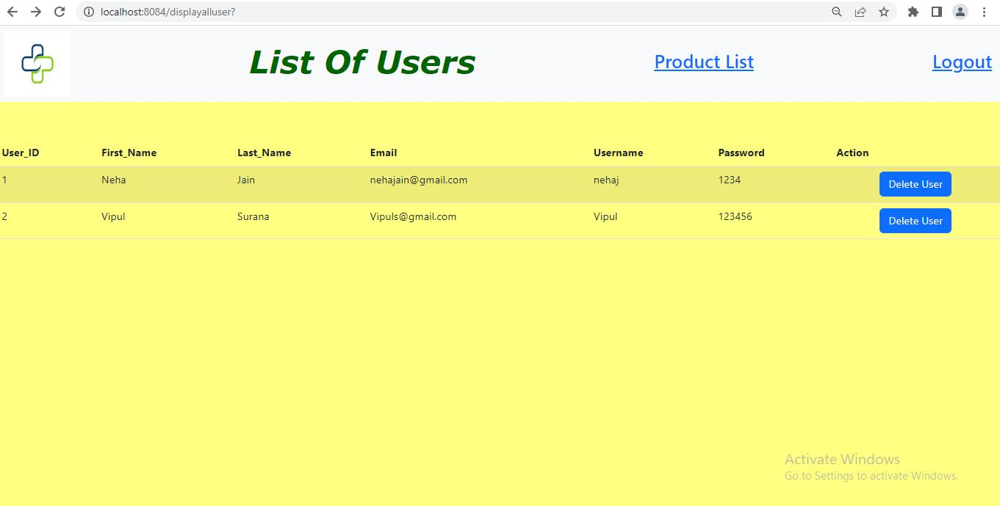 localhost:8084/displayalluser?
List Of Users Product List Logout
User_ID First_Name Last_Name Email Username Password Action
1 Neha Jain nehajain@gmail.com nehaj 1234 Delete User
2 Vipul Surana Vipuls@gmail.com Vipul 123456 Delete User
Activate Windows
Go to Settings to activate Windows.